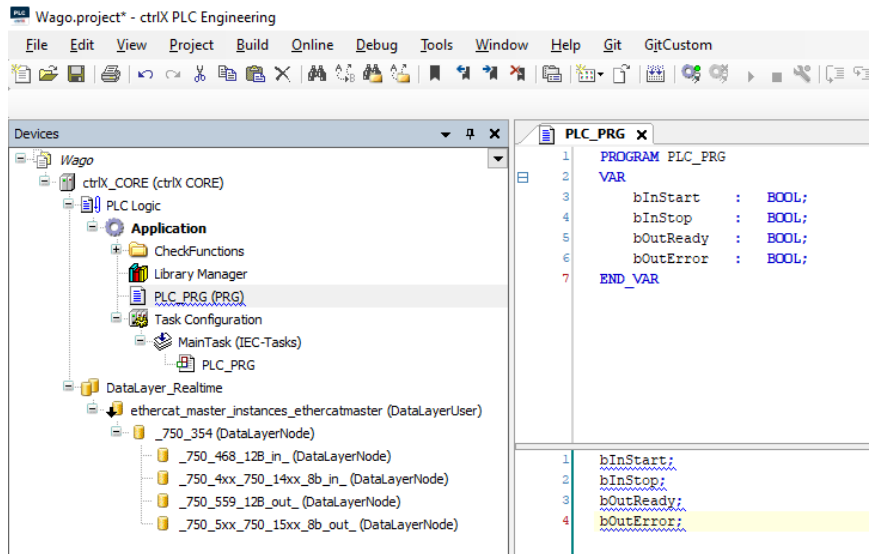 PLC Wago.project* - ctrlX PLC Engineering
File Edit View Project Build Online Debug Tools Window Help Git GitCustom
Devices
Wago
ctrlX_CORE (ctrlX CORE)
PLC Logic
Application
CheckFunctions
Library Manager
PLC_PRG (PRG)
Task Configuration
MainTask (IEC-Tasks)
PLC_PRG
DataLayer_Realtime
ethercat_master_instances_ethercatmaster (DataLayerUser)
_750_354 (DataLayerNode)
_750_468_12B_in_ (DataLayerNode)
_750_4xx_750_14xx_8b_in_ (DataLayerNode)
_750_559_12B_out_ (DataLayerNode)
_750_5xx_750_15xx_8b_out_ (DataLayerNode)
PLC_PRG
1 PROGRAM PLC_PRG
2 VAR
3 bInStart : BOOL;
4 bInStop : BOOL;
5 bOutReady : BOOL;
6 bOutError : BOOL;
7 END_VAR
1 bInStart;
2 bInStop;
3 bOutReady;
4 bOutError;